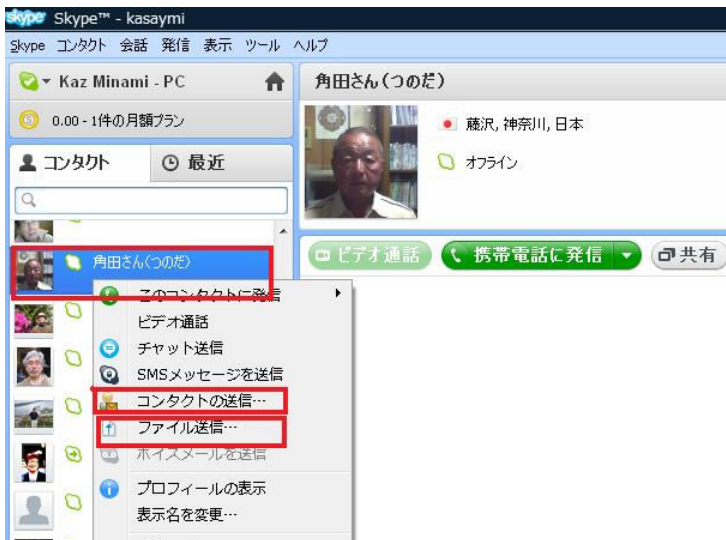 Skype™ - kasaymi
Skype コンタクト 会話 発信 表示 ツール ヘルプ
Kaz Minami - PC
0.00 - 1件の月額プラン
コンタクト
最近
角田さん(つのだ)
藤沢, 神奈川, 日本
オフライン
ビデオ通話
携帯電話に発信
共有
角田さん(つのだ)
このコンタクトに発信
ビデオ通話
チャット送信
SMSメッセージを送信
コンタクトの送信…
ファイル送信…
ボイスメールを送信
プロフィールの表示
表示名を変更…